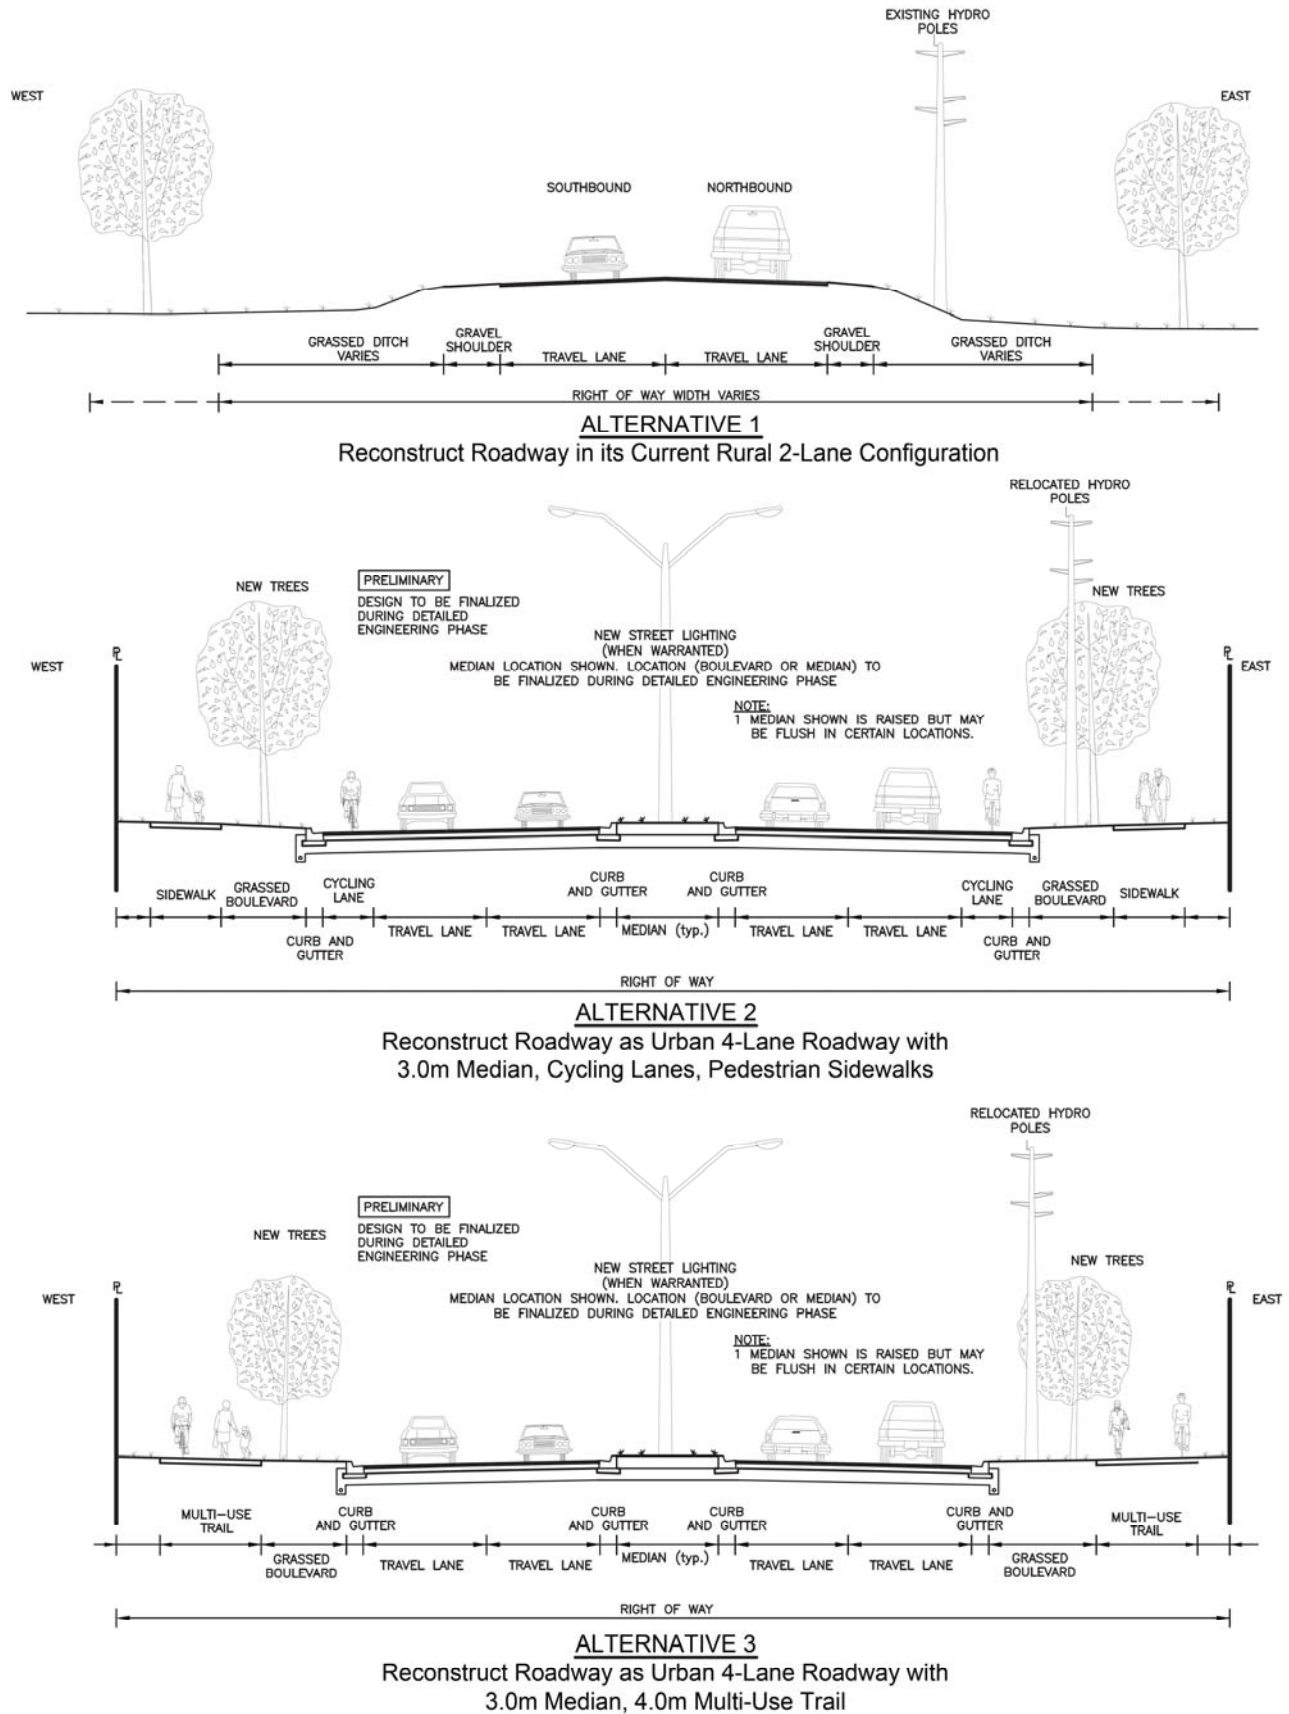 EXISTING HYDRO
POLES
WEST
EAST
SOUTHBOUND
NORTHBOUND
GRASSED DITCH
VARIES
GRAVEL
SHOULDER
TRAVEL LANE
TRAVEL LANE
GRAVEL
SHOULDER
GRASSED DITCH
VARIES
RIGHT OF WAY WIDTH VARIES
ALTERNATIVE 1
Reconstruct Roadway in its Current Rural 2-Lane Configuration
RELOCATED HYDRO
POLES
NEW TREES
PRELIMINARY
DESIGN TO BE FINALIZED
DURING DETAILED
ENGINEERING PHASE
NEW TREES
NEW STREET LIGHTING
(WHEN WARRANTED)
MEDIAN LOCATION SHOWN. LOCATION (BOULEVARD OR MEDIAN) TO
BE FINALIZED DURING DETAILED ENGINEERING PHASE
WEST
PL
PL
EAST
NOTE:
1 MEDIAN SHOWN IS RAISED BUT MAY
BE FLUSH IN CERTAIN LOCATIONS.
SIDEWALK
GRASSED
BOULEVARD
CURB AND
GUTTER
CYCLING
LANE
TRAVEL LANE
TRAVEL LANE
CURB
AND GUTTER
MEDIAN (typ.)
CURB
AND GUTTER
TRAVEL LANE
TRAVEL LANE
CYCLING
LANE
CURB AND
GUTTER
GRASSED
BOULEVARD
SIDEWALK
RIGHT OF WAY
ALTERNATIVE 2
Reconstruct Roadway as Urban 4-Lane Roadway with
3.0m Median, Cycling Lanes, Pedestrian Sidewalks
RELOCATED HYDRO
POLES
PRELIMINARY
DESIGN TO BE FINALIZED
DURING DETAILED
ENGINEERING PHASE
NEW TREES
NEW TREES
NEW STREET LIGHTING
(WHEN WARRANTED)
MEDIAN LOCATION SHOWN. LOCATION (BOULEVARD OR MEDIAN) TO
BE FINALIZED DURING DETAILED ENGINEERING PHASE
WEST
PL
PL
EAST
NOTE:
1 MEDIAN SHOWN IS RAISED BUT MAY
BE FLUSH IN CERTAIN LOCATIONS.
MULTI-USE
TRAIL
GRASSED
BOULEVARD
CURB
AND GUTTER
TRAVEL LANE
TRAVEL LANE
CURB
AND GUTTER
MEDIAN (typ.)
CURB
AND GUTTER
TRAVEL LANE
TRAVEL LANE
CURB AND
GUTTER
GRASSED
BOULEVARD
MULTI-USE
TRAIL
RIGHT OF WAY
ALTERNATIVE 3
Reconstruct Roadway as Urban 4-Lane Roadway with
3.0m Median, 4.0m Multi-Use Trail